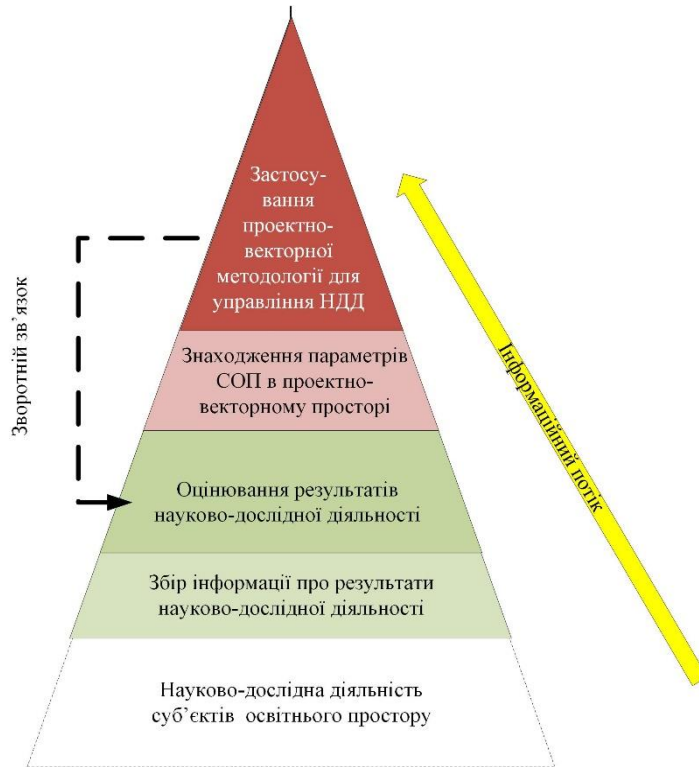 Застосу-
вання
проектно-
векторної
методології для
управління НДД
Знаходження параметрів
СОП в проектно-
векторному просторі
Оцінювання результатів
науково-дослідної діяльності
Збір інформації про результати
науково-дослідної діяльності
Науково-дослідна діяльність
суб’єктів освітнього простору
Зворотній зв’язок
Інформаційний потік